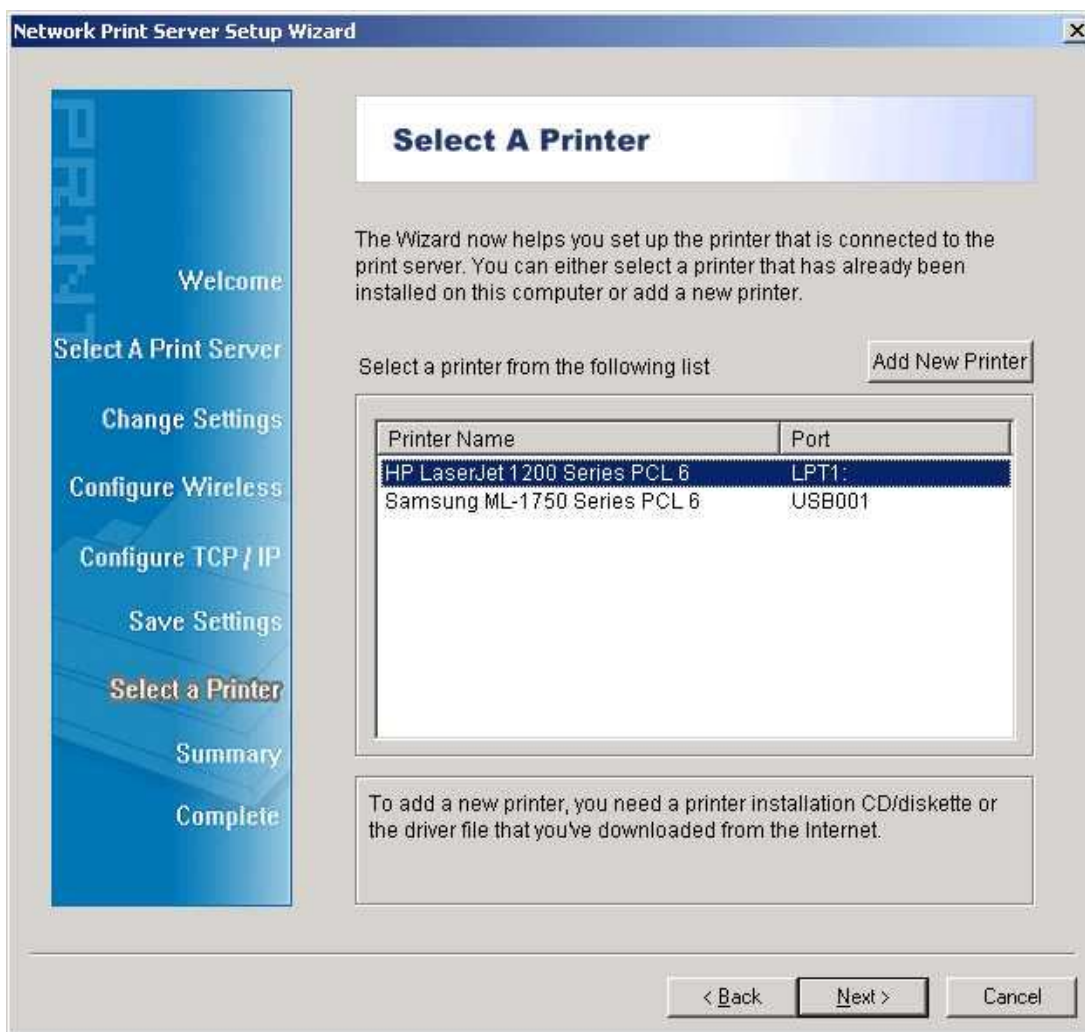 Network Print Server Setup Wizard
PRINT
Welcome
Select A Print Server
Change Settings
Configure Wireless
Configure TCP / IP
Save Settings
Select a Printer
Summary
Complete
Select A Printer
The Wizard now helps you set up the printer that is connected to the
print server. You can either select a printer that has already been
installed on this computer or add a new printer.
Select a printer from the following list
Add New Printer
Printer Name Port
HP LaserJet 1200 Series PCL 6 LPT1:
Samsung ML-1750 Series PCL 6 USB001
To add a new printer, you need a printer installation CD/diskette or
the driver file that you've downloaded from the Internet.
< Back Next > Cancel